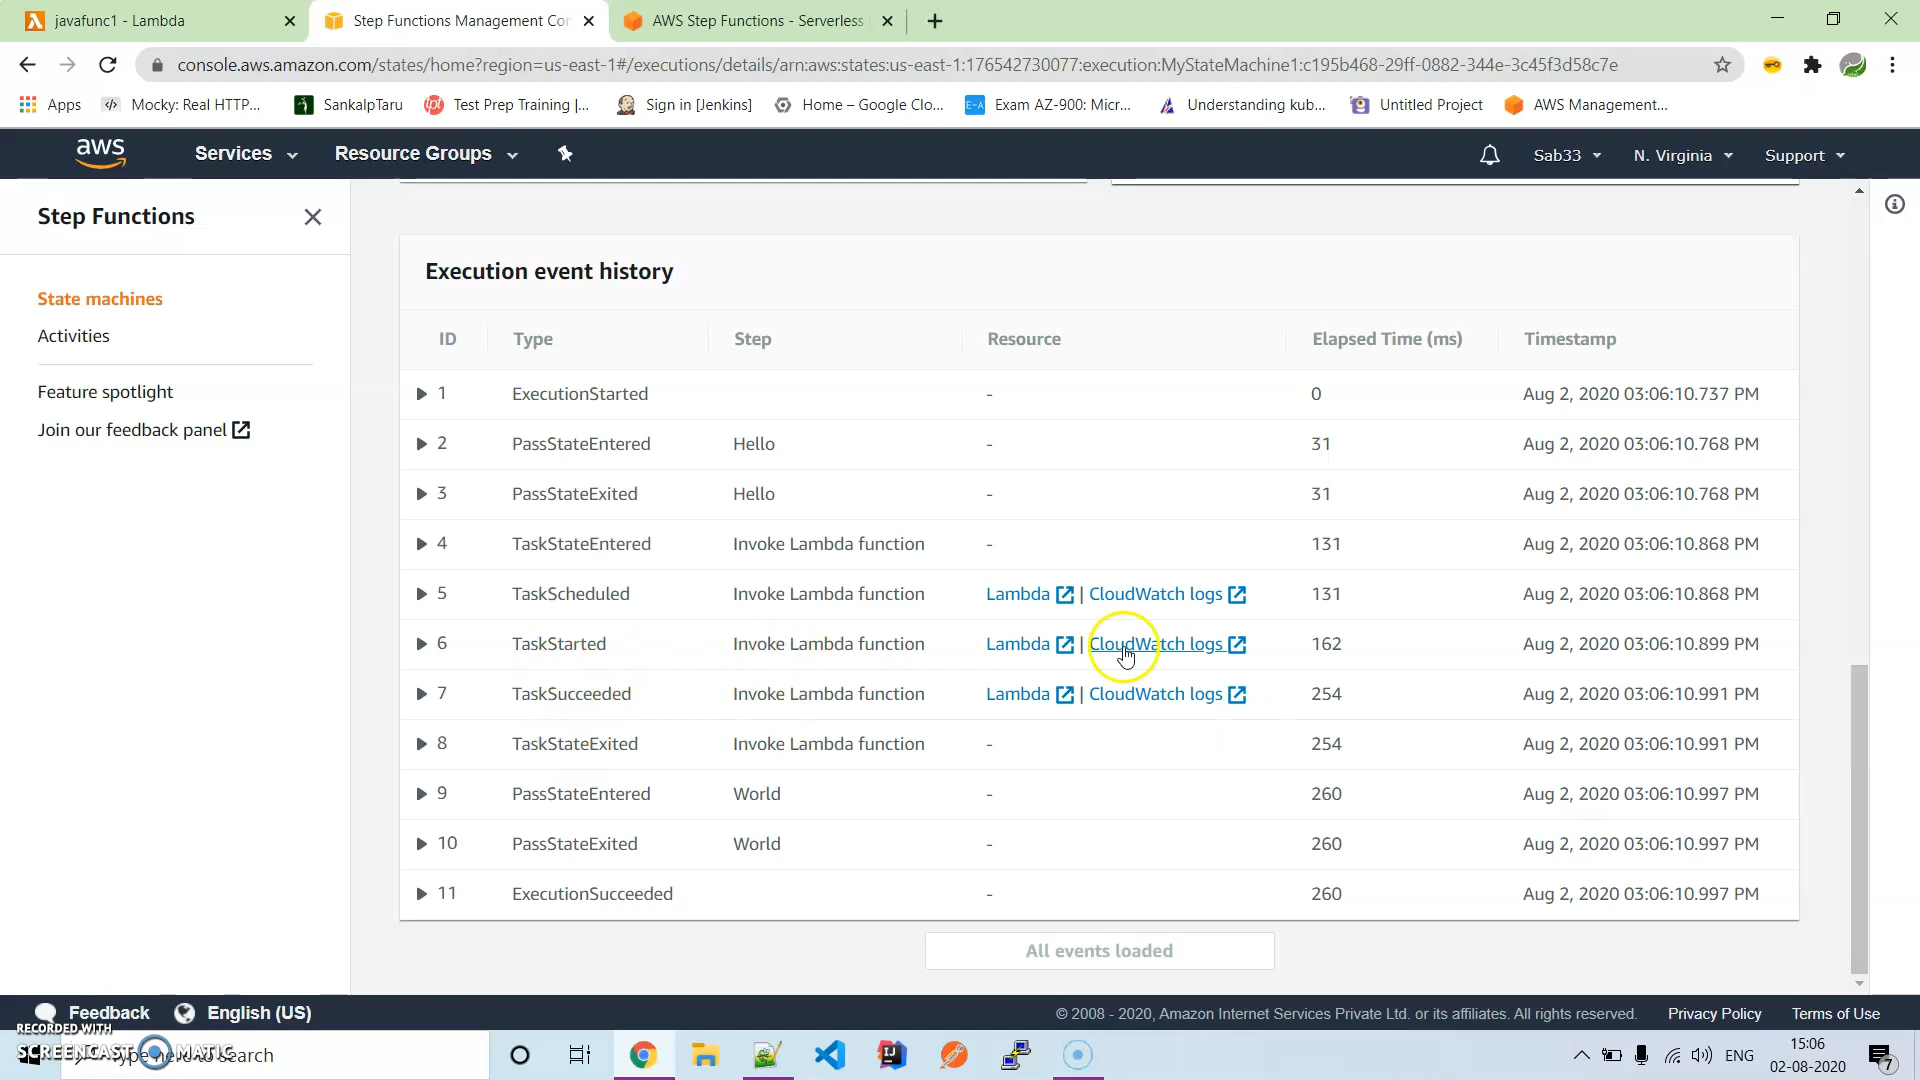 javafunc1 - Lambda
Step Functions Management Con
AWS Step Functions - Serverless
console.aws.amazon.com/states/home?region=us-east-1#/executions/details/arn:aws:states:us-east-1:176542730077:execution:MyStateMachine1:c195b468-29ff-0882-344e-3c45f3d58c7e
Apps
Mocky: Real HTTP...
SankalpTaru
Test Prep Training |...
Sign in [Jenkins]
Home – Google Clo...
E-A
Exam AZ-900: Micr...
Understanding kub...
Untitled Project
AWS Management...
aws
Services
Resource Groups
Sab33
N. Virginia
Support
Step Functions
State machines
Activities
Feature spotlight
Join our feedback panel
Execution event history
ID Type Step Resource Elapsed Time (ms) Timestamp
1 ExecutionStarted - 0 Aug 2, 2020 03:06:10.737 PM
2 PassStateEntered Hello - 31 Aug 2, 2020 03:06:10.768 PM
3 PassStateExited Hello - 31 Aug 2, 2020 03:06:10.768 PM
4 TaskStateEntered Invoke Lambda function - 131 Aug 2, 2020 03:06:10.868 PM
5 TaskScheduled Invoke Lambda function Lambda | CloudWatch logs 131 Aug 2, 2020 03:06:10.868 PM
6 TaskStarted Invoke Lambda function Lambda | CloudWatch logs 162 Aug 2, 2020 03:06:10.899 PM
7 TaskSucceeded Invoke Lambda function Lambda | CloudWatch logs 254 Aug 2, 2020 03:06:10.991 PM
8 TaskStateExited Invoke Lambda function - 254 Aug 2, 2020 03:06:10.991 PM
9 PassStateEntered World - 260 Aug 2, 2020 03:06:10.997 PM
10 PassStateExited World - 260 Aug 2, 2020 03:06:10.997 PM
11 ExecutionSucceeded - 260 Aug 2, 2020 03:06:10.997 PM
All events loaded
Feedback
English (US)
© 2008 - 2020, Amazon Internet Services Private Ltd. or its affiliates. All rights reserved.
Privacy Policy
Terms of Use
RECORDED WITH
SCREENCAST MATIC
Type here to search
ENG
15:06
02-08-2020
7